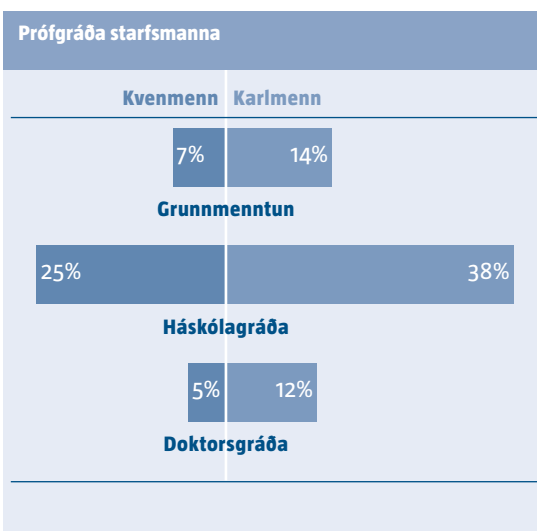 Prófgráða starfsmanna
Kvenmenn Karlmenn
7% 14%
Grunnmenntun
25% 38%
Háskólagráða
5% 12%
Doktorsgráða